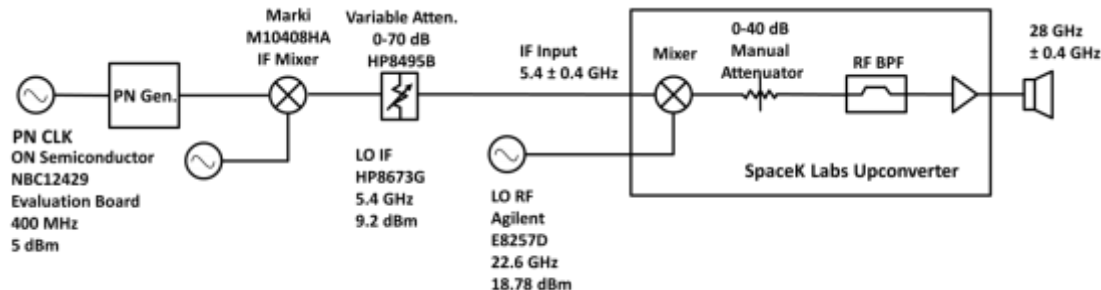 Marki
M10408HA
IF Mixer
Variable Atten.
0-70 dB
HP8495B
IF Input
5.4 ± 0.4 GHz
Mixer
0-40 dB
Manual
Attenuator
RF BPF
28 GHz
± 0.4 GHz
PN Gen.
PN CLK
ON Semiconductor
NBC12429
Evaluation Board
400 MHz
5 dBm
LO IF
HP8673G
5.4 GHz
9.2 dBm
LO RF
Agilent
E8257D
22.6 GHz
18.78 dBm
SpaceK Labs Upconverter